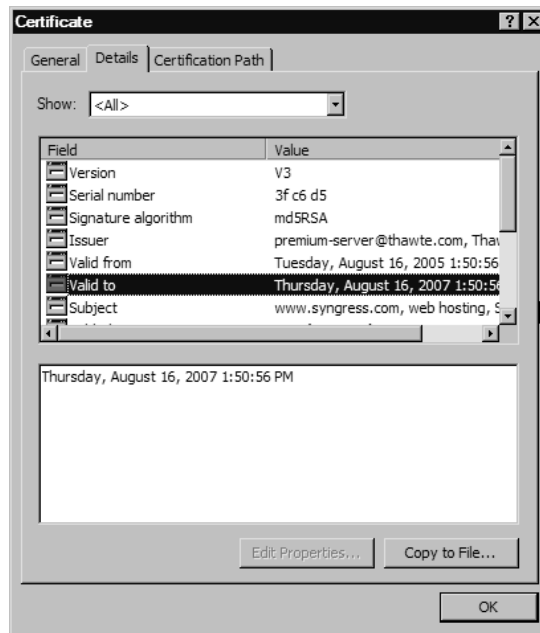 Certificate
General Details Certification Path
Show: <All>
Field Value
Version V3
Serial number 3f c6 d5
Signature algorithm md5RSA
Issuer premium-server@thawte.com, Thaw
Valid from Tuesday, August 16, 2005 1:50:56
Valid to Thursday, August 16, 2007 1:50:56
Subject www.syngress.com, web hosting, S
Thursday, August 16, 2007 1:50:56 PM
Edit Properties... Copy to File...
OK